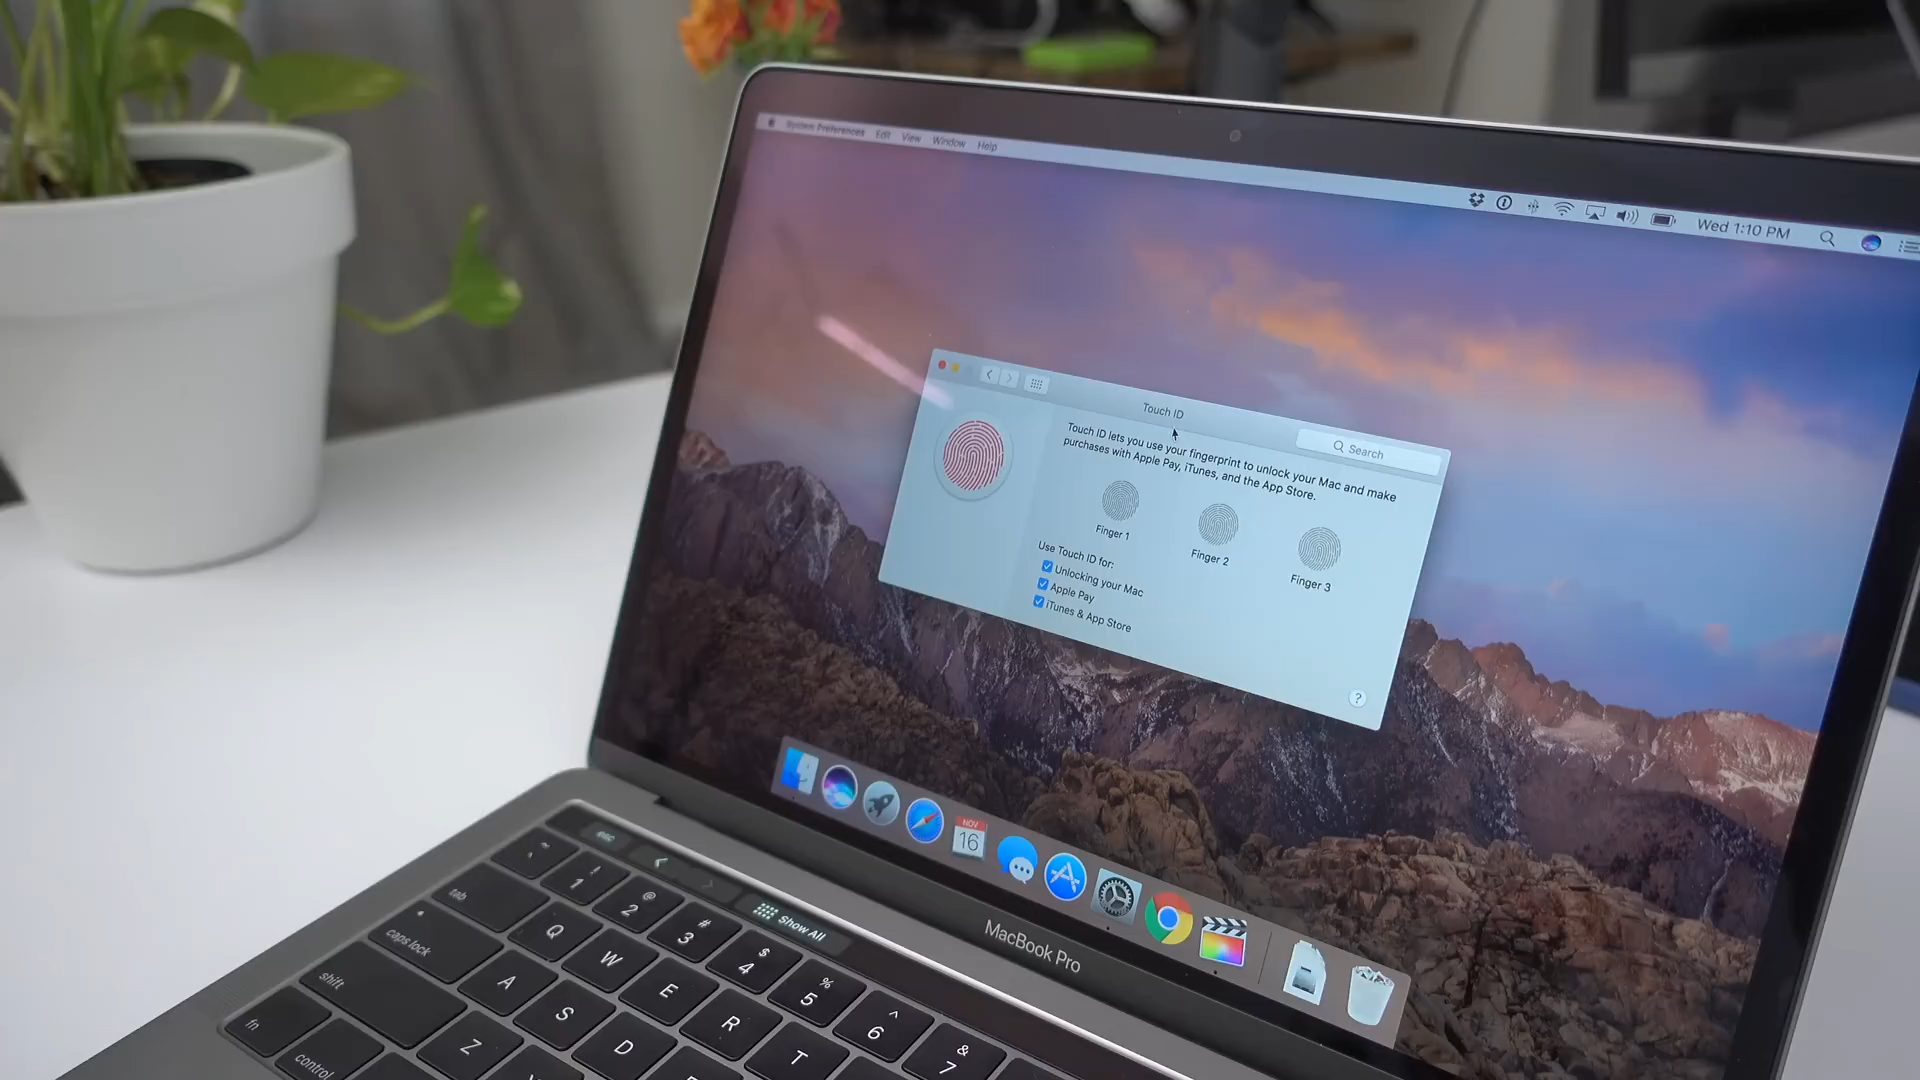 System Preferences Edit View Window Help
Wed 1:10 PM
Touch ID
Search
Touch ID lets you use your fingerprint to unlock your Mac and make
purchases with Apple Pay, iTunes, and the App Store.
Finger 1
Finger 2
Finger 3
Use Touch ID for:
Unlocking your Mac
Apple Pay
iTunes & App Store
?
NOV
16
MacBook Pro
esc
Show All
~
! 1
@ 2
# 3
$ 4
% 5
^ 6
& 7
tab Q W E R T
caps lock A S D
shift Z
fn control